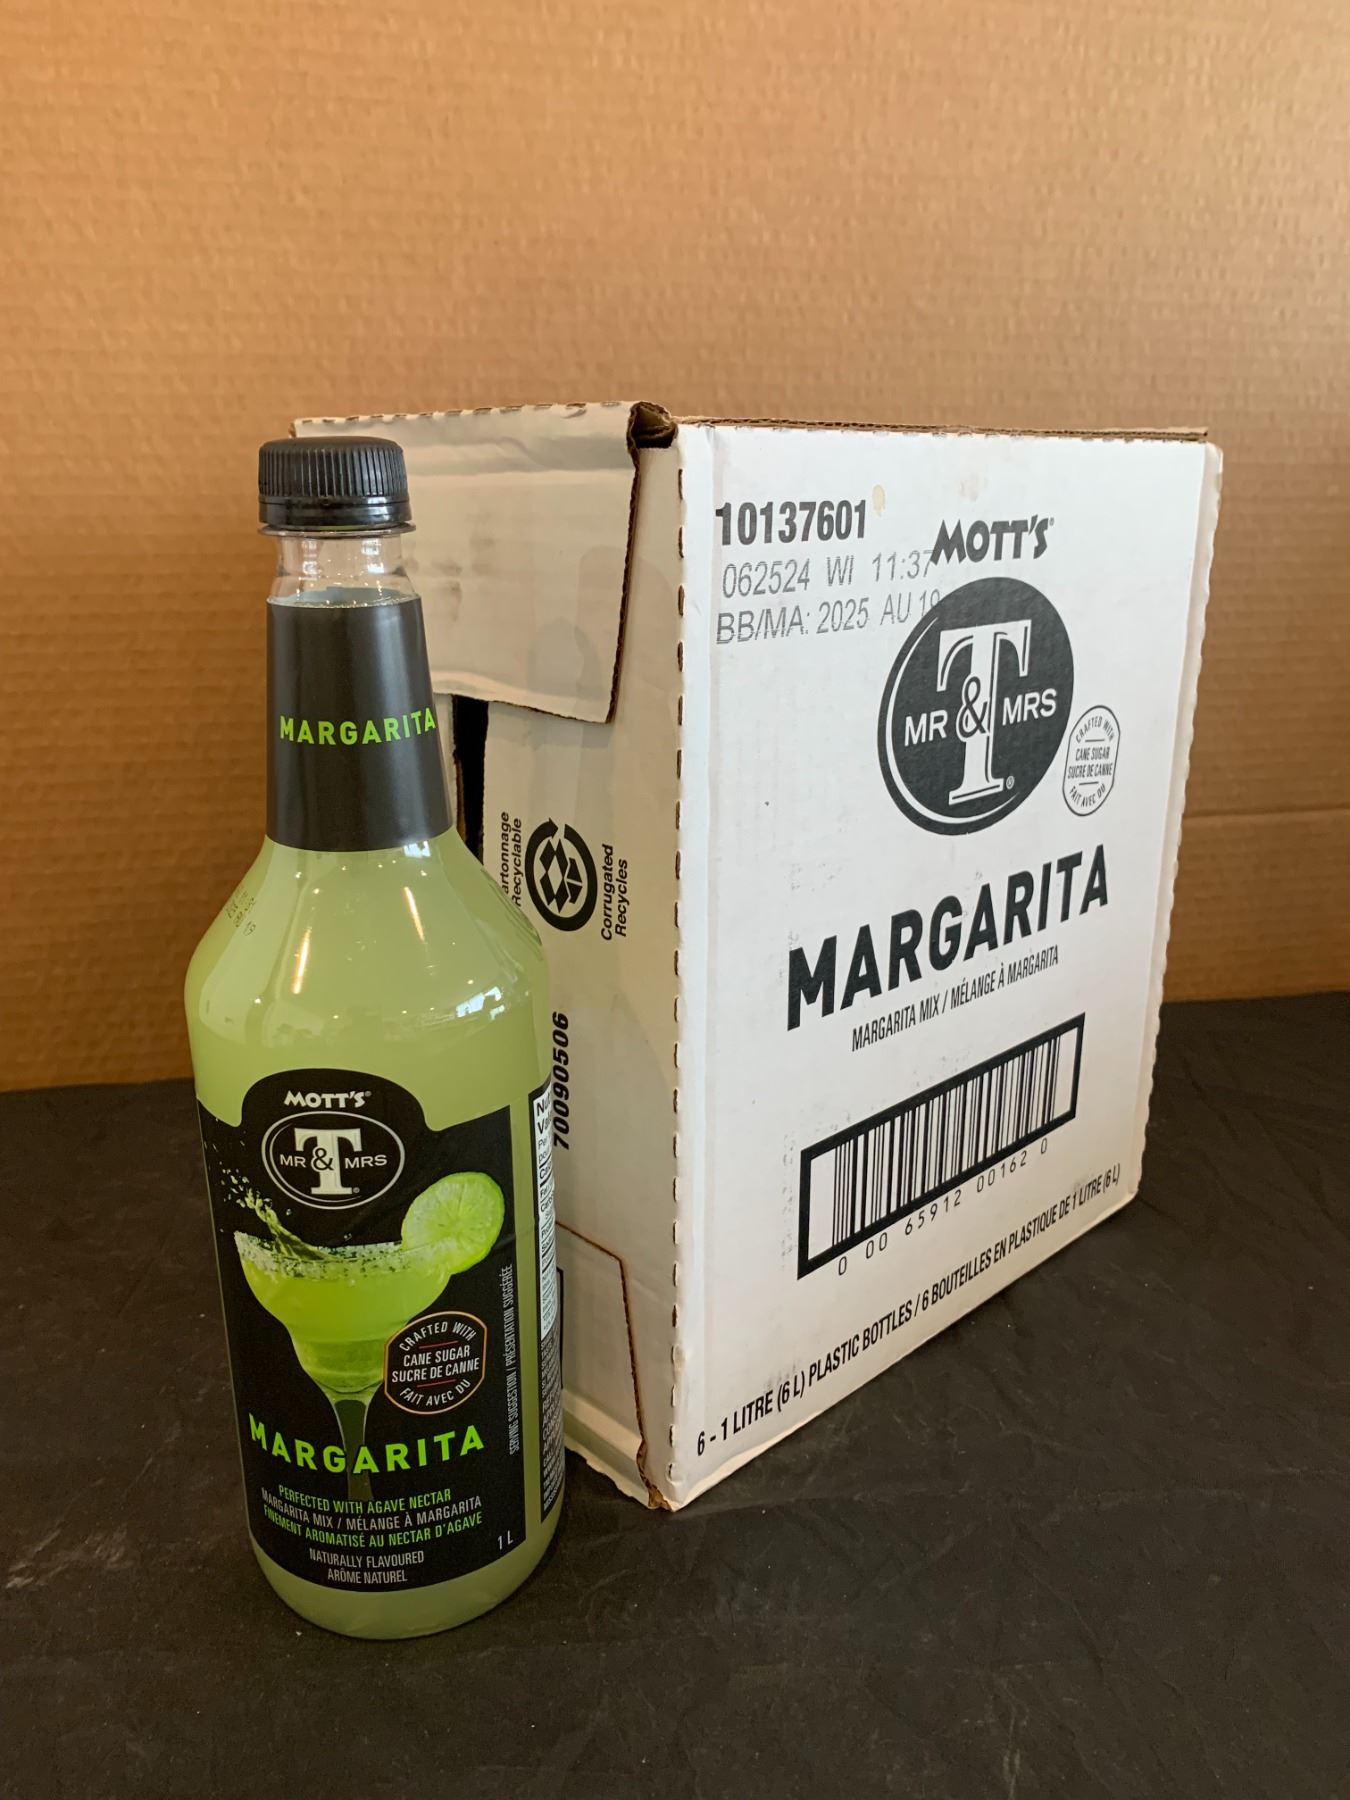 MARGARITA
MOTT'S
MR & MRS
T
CRAFTED WITH
CANE SUGAR
SUCRE DE CANNE
FAIT AVEC DU
MARGARITA
PERFECTED WITH AGAVE NECTAR
MARGARITA MIX / MÉLANGE À MARGARITA
FINEMENT AROMATISÉ AU NECTAR D'AGAVE
NATURALLY FLAVOURED
ARÔME NATUREL
1 L
SERVING SUGGESTION / PRÉSENTATION SUGGÉRÉE
Recyclable
Corrugated
Recycles
70090506
10137601
062524 WI 11:37
BB/MA: 2025 AU 19
MOTT'S
MR & MRS
T
CRAFTED WITH
CANE SUGAR
SUCRE DE CANNE
FAIT AVEC DU
MARGARITA
MARGARITA MIX / MÉLANGE À MARGARITA
0 00 65912 00162 0
6 - 1 LITRE (6 L) PLASTIC BOTTLES / 6 BOUTEILLES EN PLASTIQUE DE 1 LITRE (6 L)